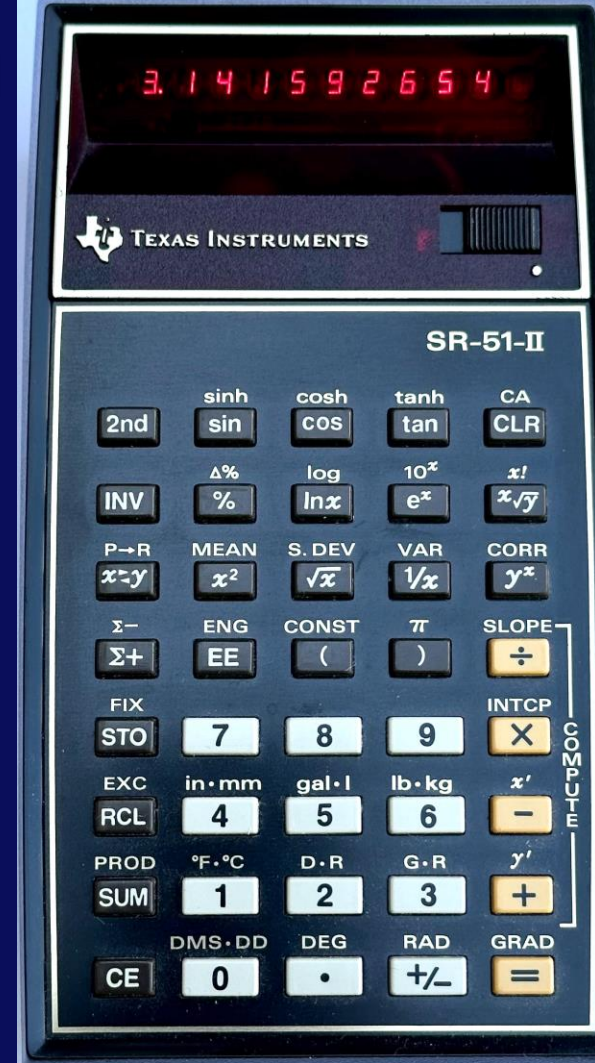 3.141592654
TEXAS INSTRUMENTS
SR-51-II
sinh cosh tanh CA
2nd sin cos tan CLR
Δ% log 10ˣ x!
INV % lnx eˣ ˣ√y
P→R MEAN S. DEV VAR CORR
x⇄y x² √x 1/x yˣ
Σ− ENG CONST π SLOPE
Σ+ EE ( ) ÷
FIX INTCP
STO 7 8 9 ×
COMPUTE
EXC in·mm gal·l lb·kg x′
RCL 4 5 6 −
PROD °F·°C D·R G·R y′
SUM 1 2 3 +
DMS·DD DEG RAD GRAD
CE 0 . +/− =